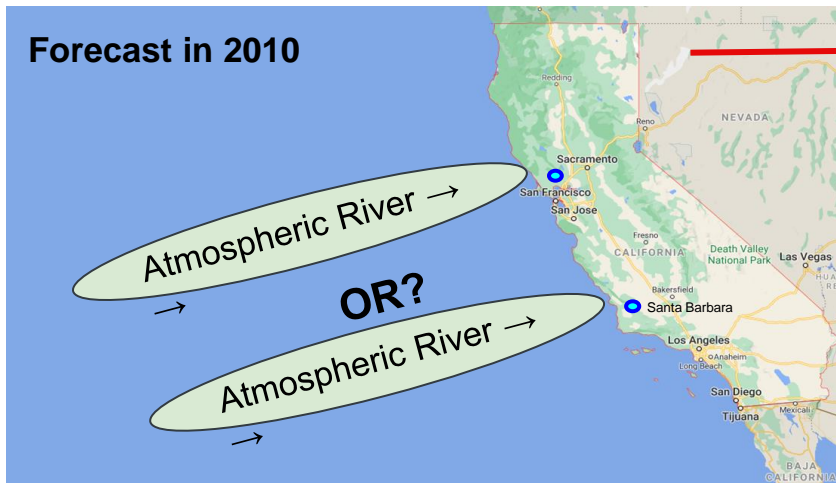 Forecast in 2010
Redding
NEVADA
Reno
Sacramento
Atmospheric River →
San Francisco
San Jose
→
Fresno
CALIFORNIA
Death Valley
National Park
Las Vegas
OR?
Bakersfield
Santa Barbara
Atmospheric River →
Los Angeles
Anaheim
Long Beach
→
San Diego
Tijuana
Mexicali
BAJA
CALIFORNIA